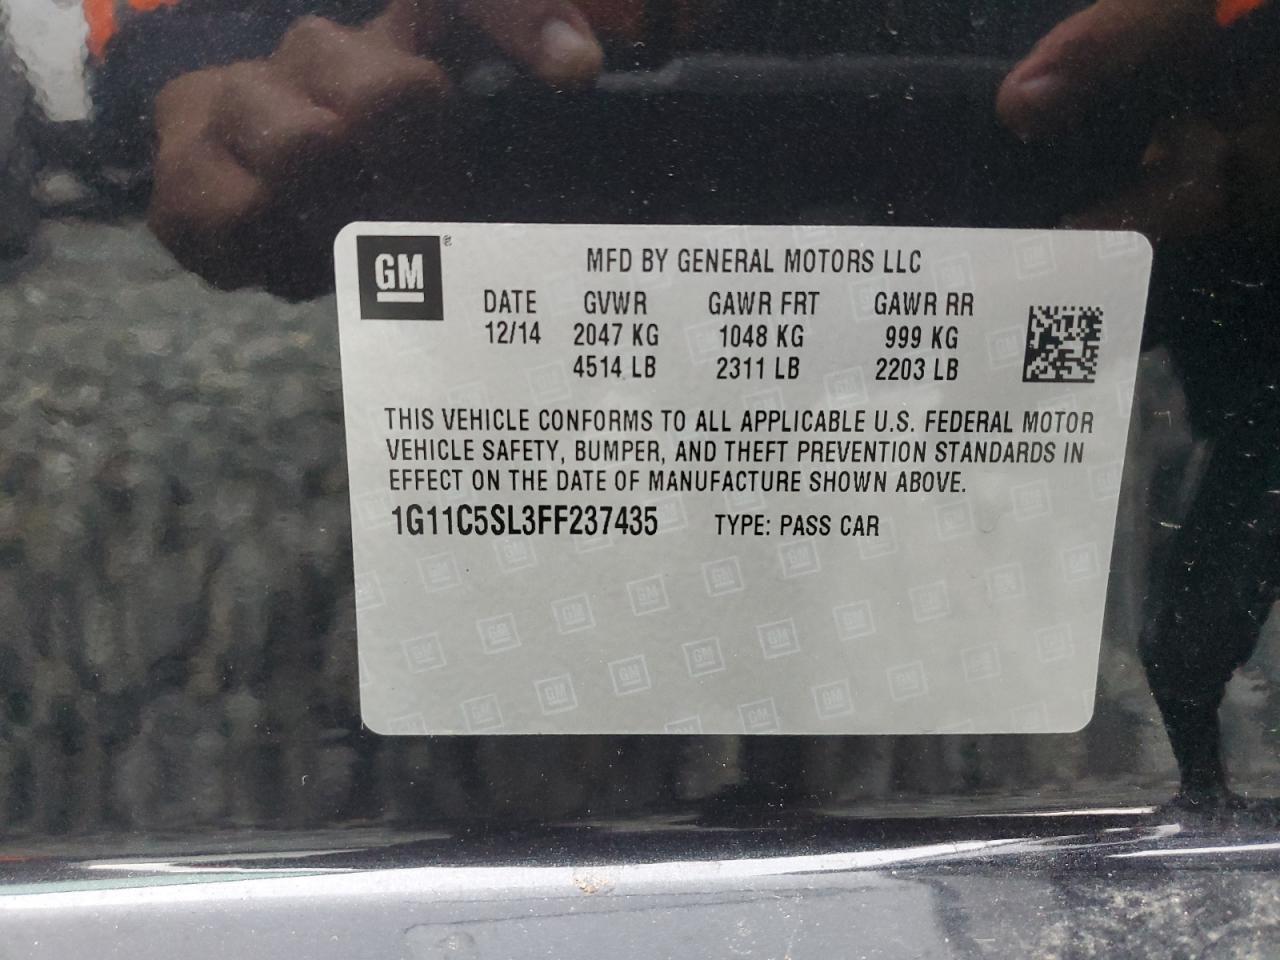 GM®
MFD BY GENERAL MOTORS LLC
DATE GVWR GAWR FRT GAWR RR
12/14 2047 KG 1048 KG 999 KG
4514 LB 2311 LB 2203 LB
THIS VEHICLE CONFORMS TO ALL APPLICABLE U.S. FEDERAL MOTOR
VEHICLE SAFETY, BUMPER, AND THEFT PREVENTION STANDARDS IN
EFFECT ON THE DATE OF MANUFACTURE SHOWN ABOVE.
1G11C5SL3FF237435 TYPE: PASS CAR